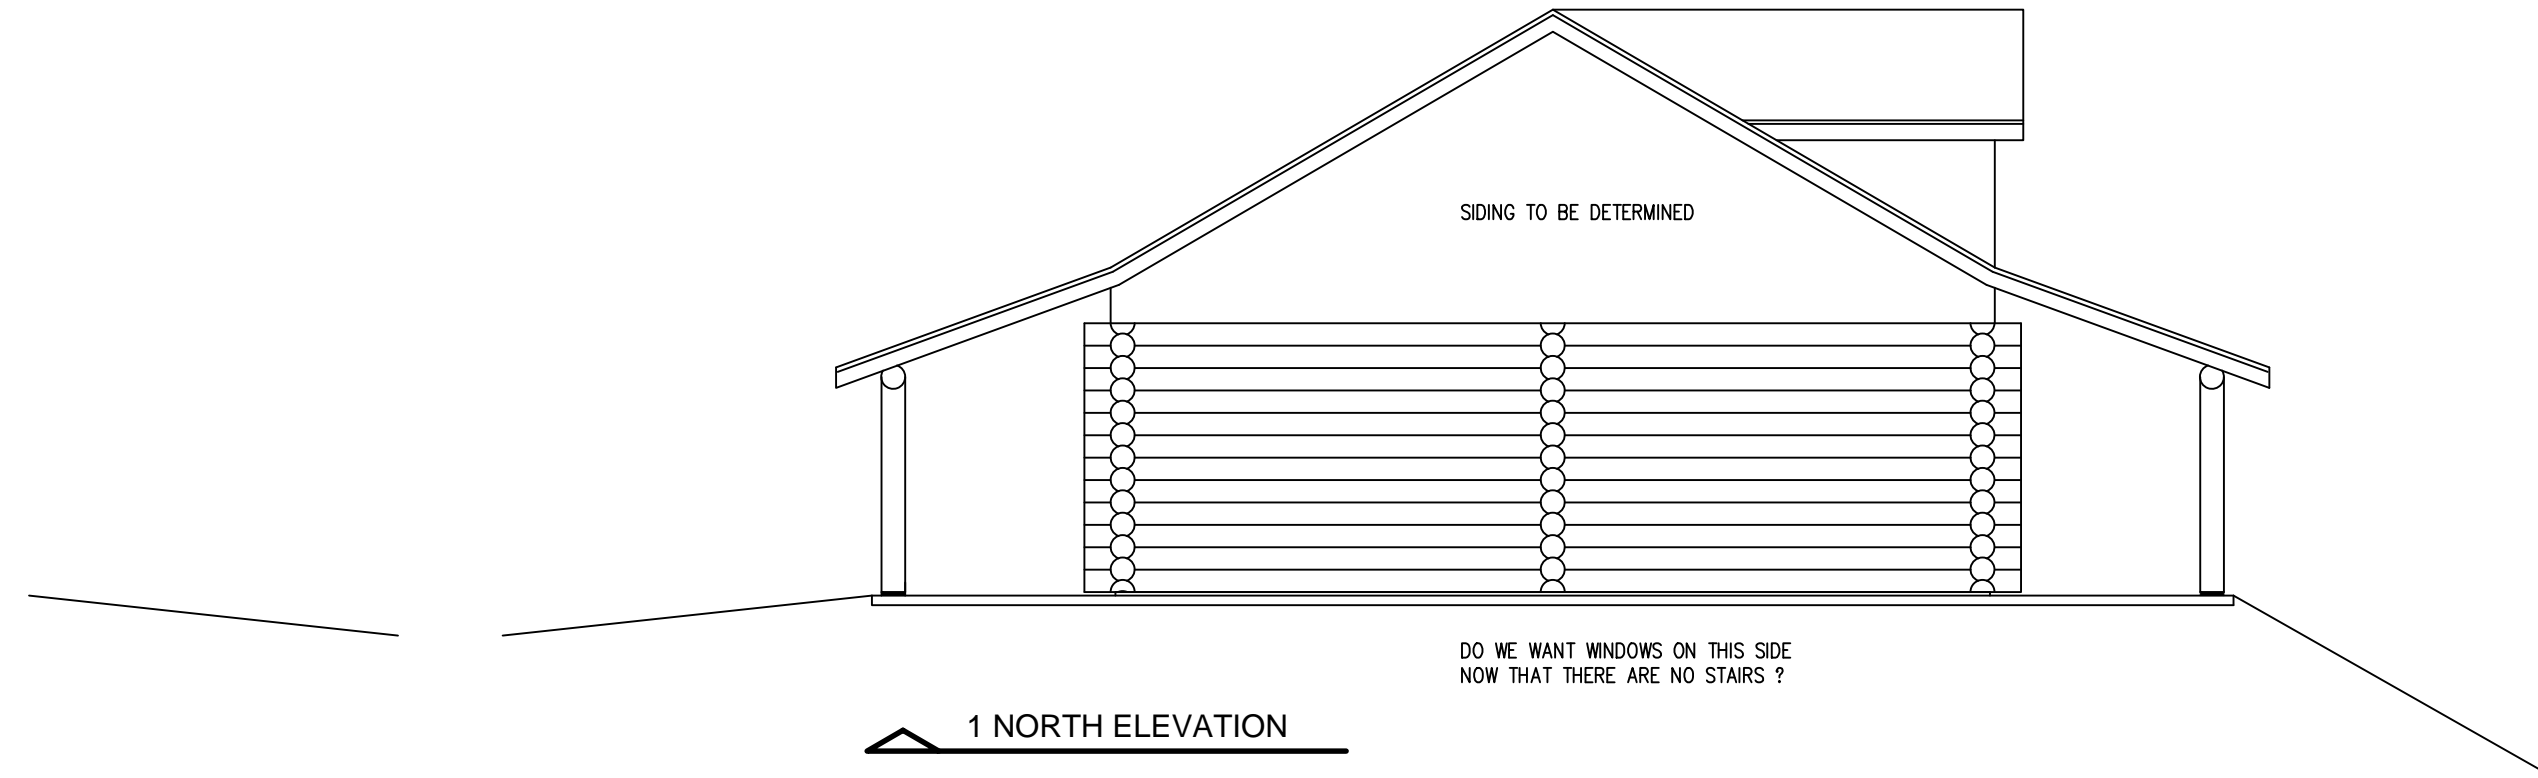 SIDING TO BE DETERMINED
DO WE WANT WINDOWS ON THIS SIDE
NOW THAT THERE ARE NO STAIRS ?
1 NORTH ELEVATION